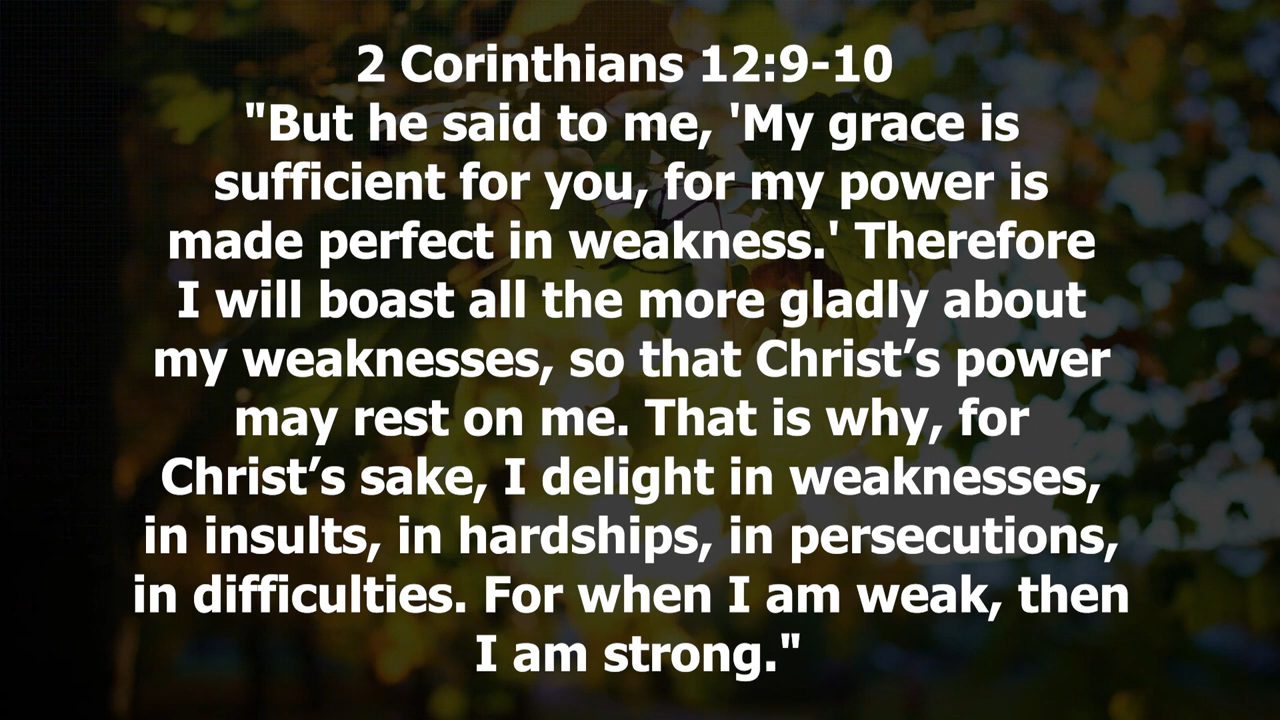 2 Corinthians 12:9-10
"But he said to me, 'My grace is
sufficient for you, for my power is
made perfect in weakness.' Therefore
I will boast all the more gladly about
my weaknesses, so that Christ’s power
may rest on me. That is why, for
Christ’s sake, I delight in weaknesses,
in insults, in hardships, in persecutions,
in difficulties. For when I am weak, then
I am strong."